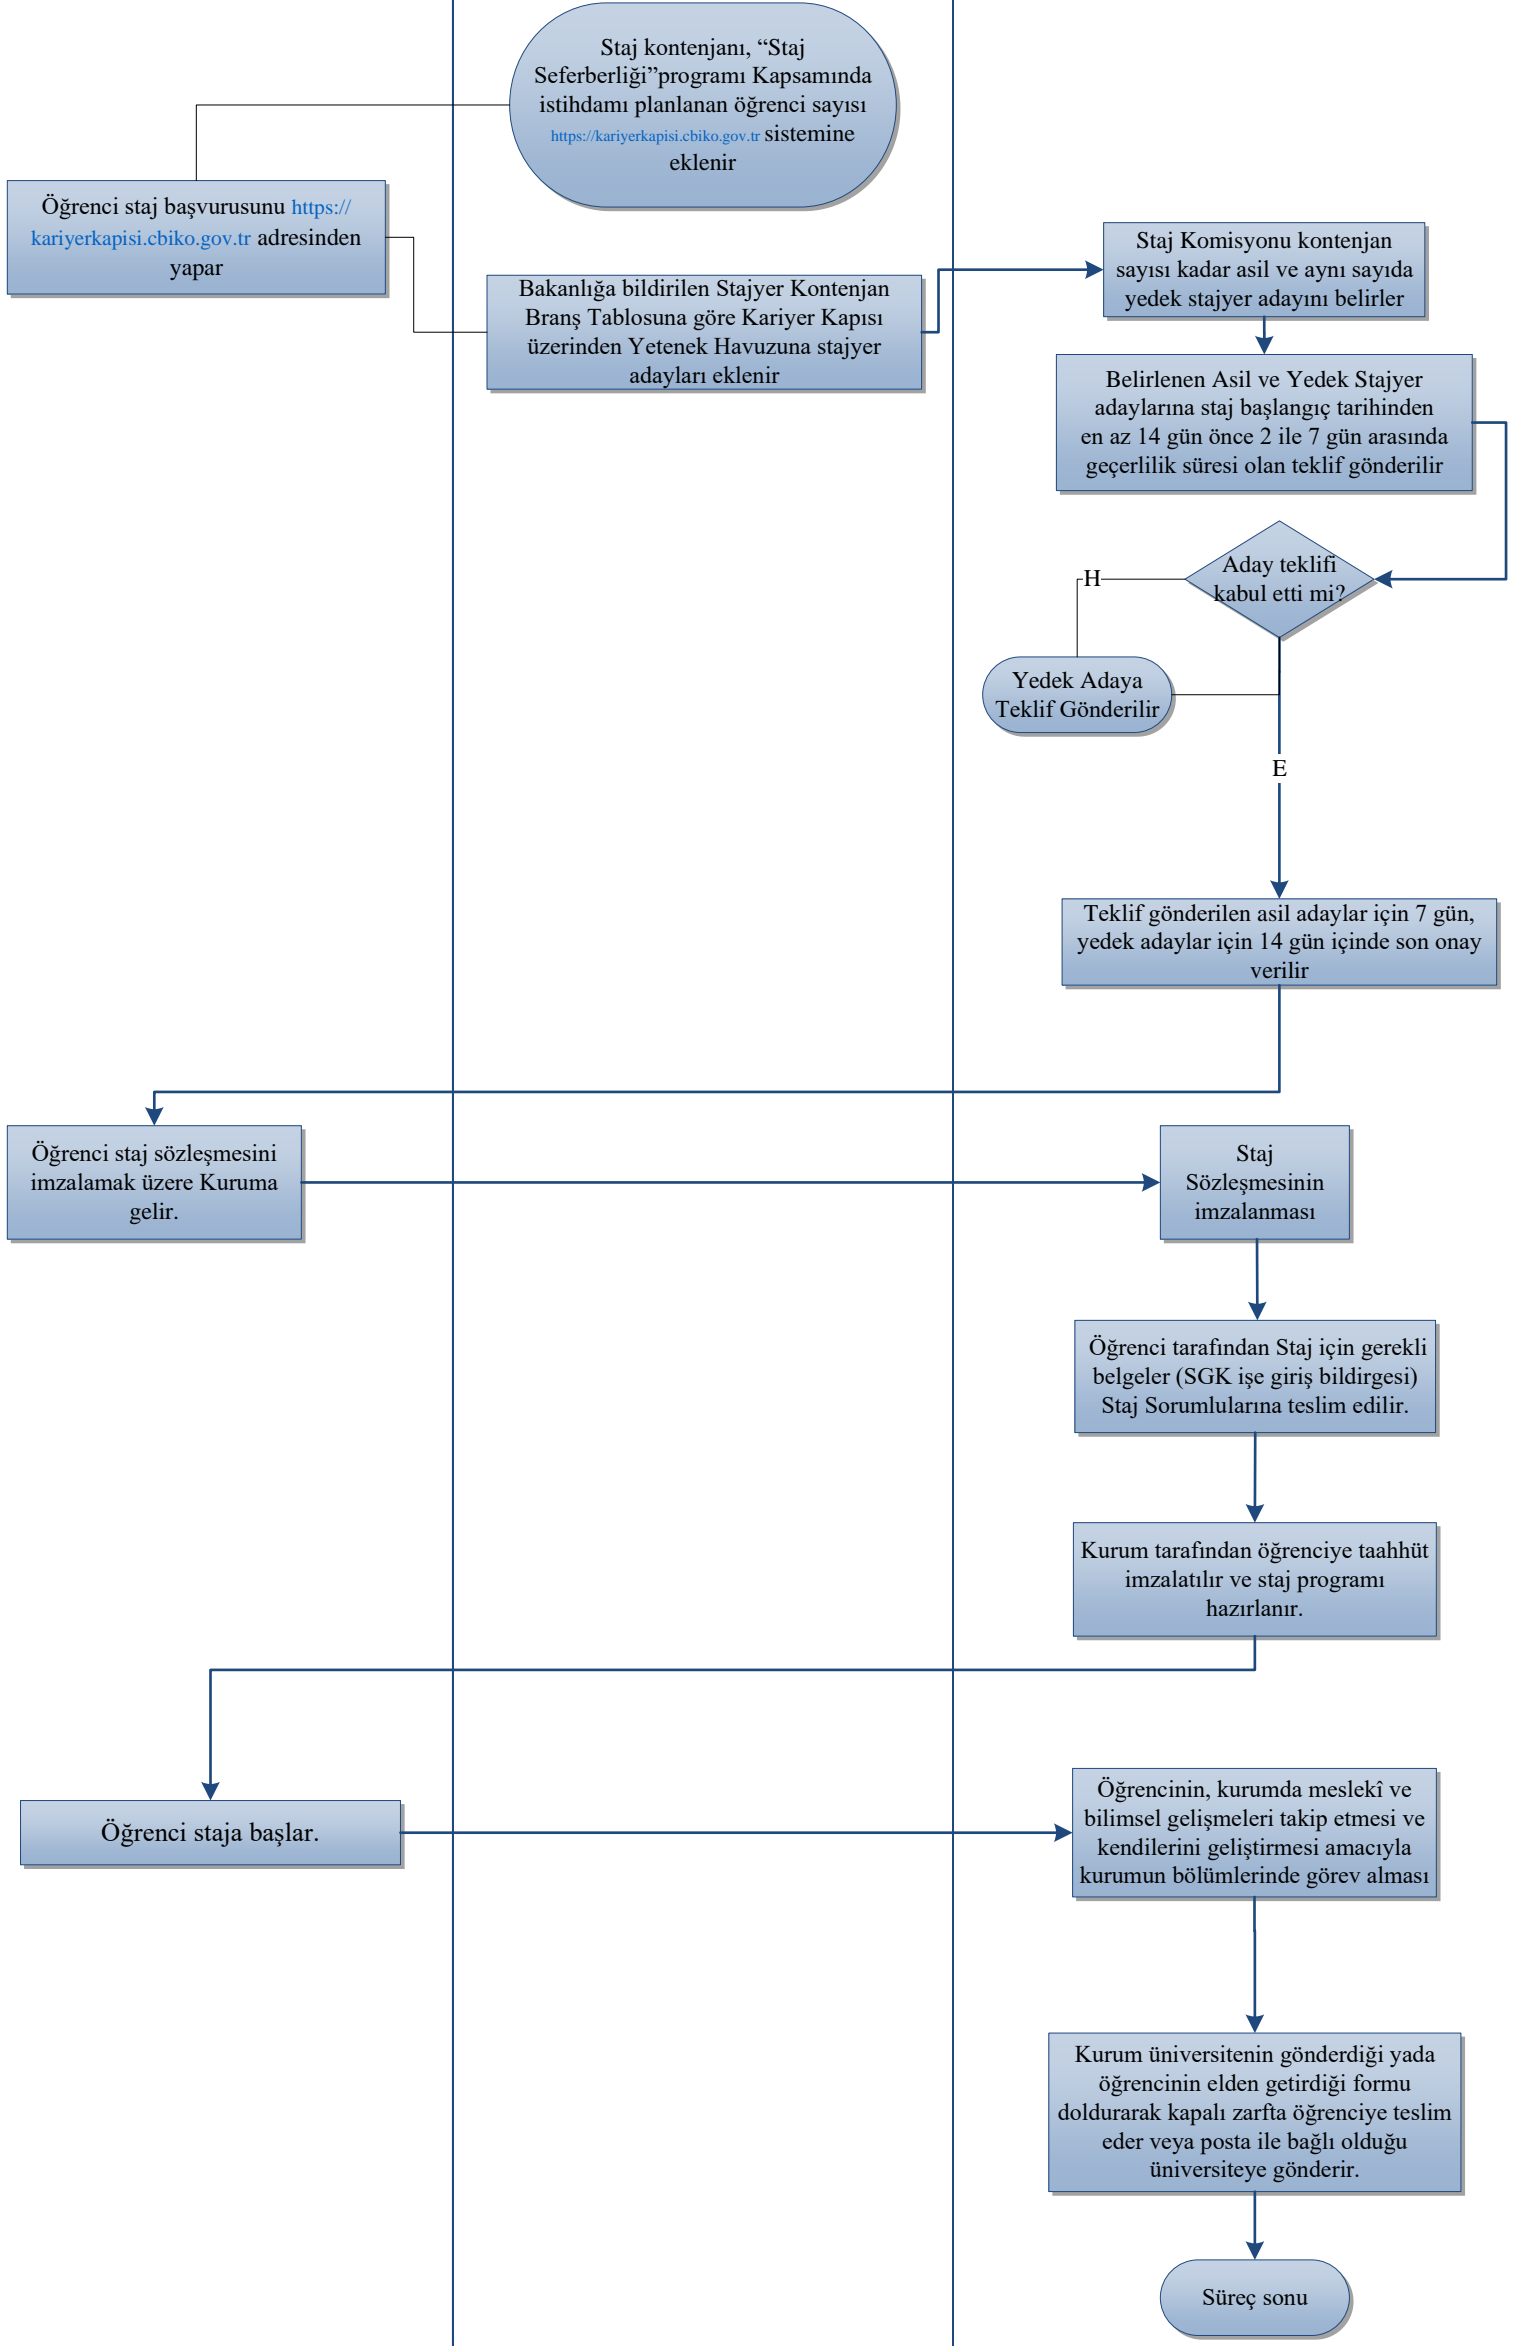 Staj kontenjanı, “Staj
Seferberliği”programı Kapsamında
istihdamı planlanan öğrenci sayısı
https://kariyerkapisi.cbiko.gov.tr sistemine
eklenir
Öğrenci staj başvurusunu https://
kariyerkapisi.cbiko.gov.tr adresinden
yapar
Bakanlığa bildirilen Stajyer Kontenjan
Branş Tablosuna göre Kariyer Kapısı
üzerinden Yetenek Havuzuna stajyer
adayları eklenir
Staj Komisyonu kontenjan
sayısı kadar asil ve aynı sayıda
yedek stajyer adayını belirler
Belirlenen Asil ve Yedek Stajyer
adaylarına staj başlangıç tarihinden
en az 14 gün önce 2 ile 7 gün arasında
geçerlilik süresi olan teklif gönderilir
Aday teklifi
kabul etti mi?
H
Yedek Adaya
Teklif Gönderilir
E
Teklif gönderilen asil adaylar için 7 gün,
yedek adaylar için 14 gün içinde son onay
verilir
Öğrenci staj sözleşmesini
imzalamak üzere Kuruma
gelir.
Staj
Sözleşmesinin
imzalanması
Öğrenci tarafından Staj için gerekli
belgeler (SGK işe giriş bildirgesi)
Staj Sorumlularına teslim edilir.
Kurum tarafından öğrenciye taahhüt
imzalatılır ve staj programı
hazırlanır.
Öğrenci staja başlar.
Öğrencinin, kurumda meslekî ve
bilimsel gelişmeleri takip etmesi ve
kendilerini geliştirmesi amacıyla
kurumun bölümlerinde görev alması
Kurum üniversitenin gönderdiği yada
öğrencinin elden getirdiği formu
doldurarak kapalı zarfta öğrenciye teslim
eder veya posta ile bağlı olduğu
üniversiteye gönderir.
Süreç sonu